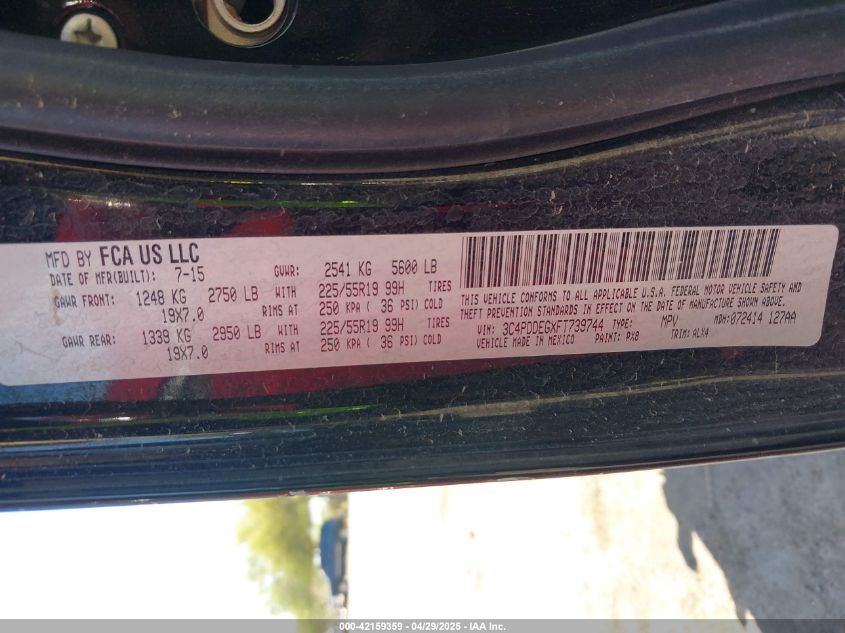 MFD BY FCA US LLC
DATE OF MFR(BUILT): 7-15 GVWR: 2541 KG 5600 LB
GAWR FRONT: 1248 KG 2750 LB WITH 225/55R19 99H TIRES
19X7.0 RIMS AT 250 KPA ( 36 PSI) COLD
GAWR REAR: 1339 KG 2950 LB WITH 225/55R19 99H TIRES
19X7.0 RIMS AT 250 KPA ( 36 PSI) COLD
THIS VEHICLE CONFORMS TO ALL APPLICABLE U.S.A. FEDERAL MOTOR VEHICLE SAFETY AND
THEFT PREVENTION STANDARDS IN EFFECT ON THE DATE OF MANUFACTURE SHOWN ABOVE.
VIN: 3C4PDDEGXFT739744 TYPE: MPV MDH: 072414 127AA
VEHICLE MADE IN MEXICO PAINT: PX8 TRIM: ALX4
000-42159359 - 04/29/2025 - IAA Inc.